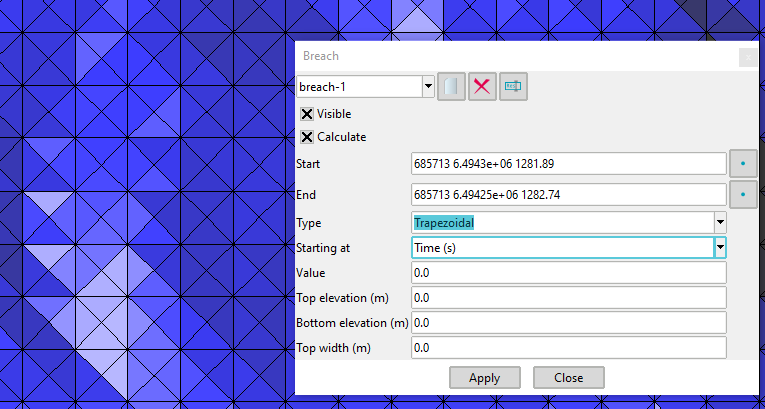 Breach
breach-1
Visible
Calculate
Start 685713 6.4943e+06 1281.89
End 685713 6.49425e+06 1282.74
Type Trapezoidal
Starting at Time (s)
Value 0.0
Top elevation (m) 0.0
Bottom elevation (m) 0.0
Top width (m) 0.0
Apply Close